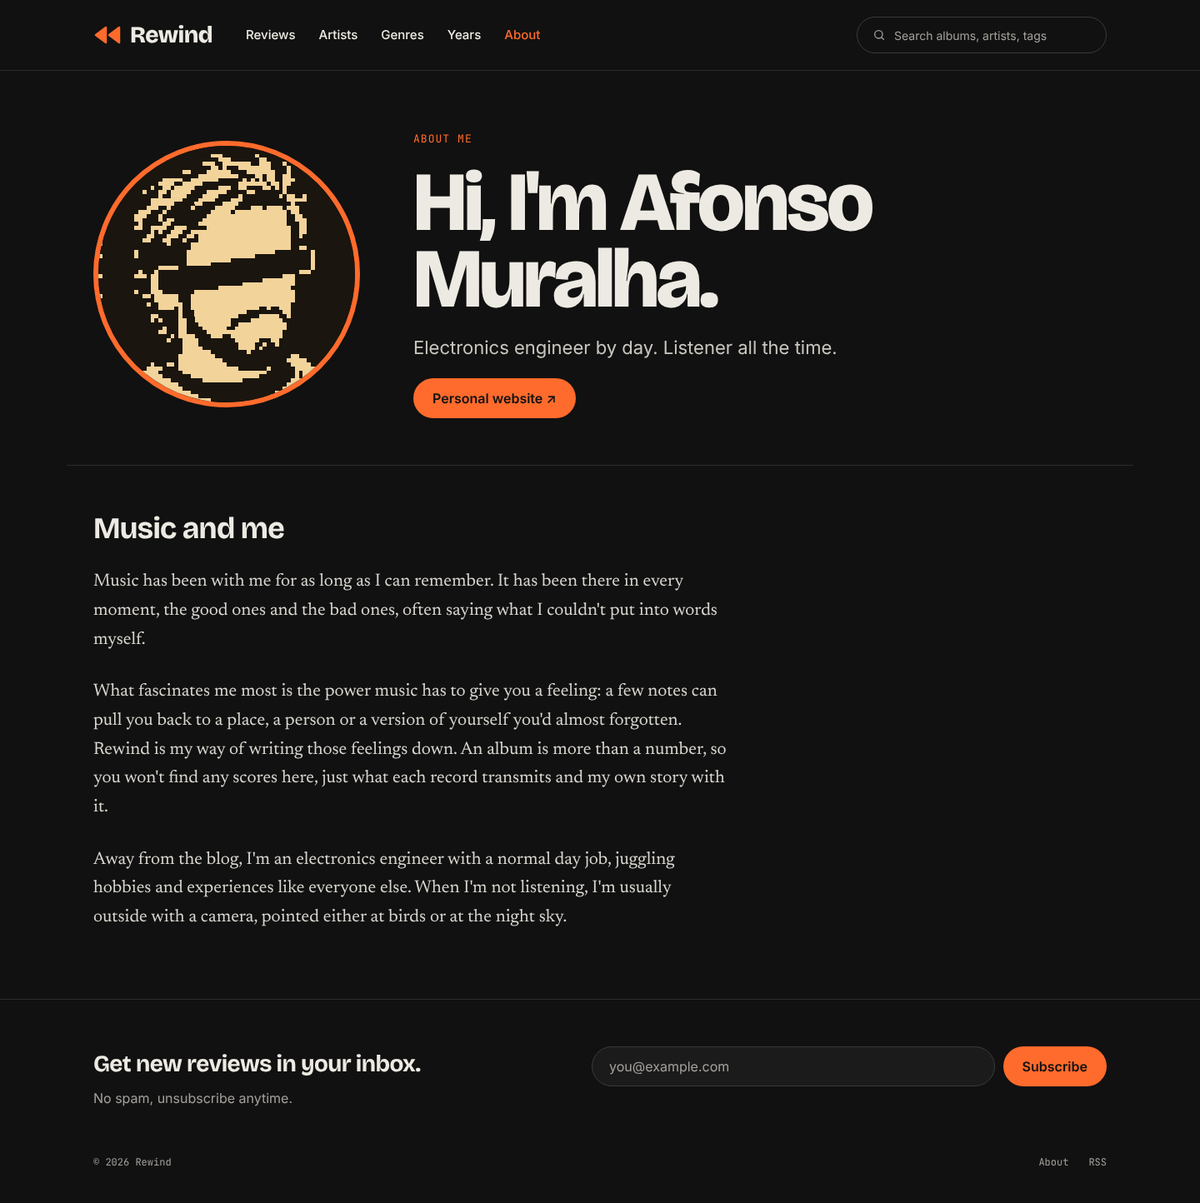 Rewind
Reviews Artists Genres Years About
Search albums, artists, tags
ABOUT ME
Hi, I'm Afonso
Muralha.
Electronics engineer by day. Listener all the time.
Personal website ↗
Music and me
Music has been with me for as long as I can remember. It has been there in every
moment, the good ones and the bad ones, often saying what I couldn't put into words
myself.
What fascinates me most is the power music has to give you a feeling: a few notes can
pull you back to a place, a person or a version of yourself you'd almost forgotten.
Rewind is my way of writing those feelings down. An album is more than a number, so
you won't find any scores here, just what each record transmits and my own story with
it.
Away from the blog, I'm an electronics engineer with a normal day job, juggling
hobbies and experiences like everyone else. When I'm not listening, I'm usually
outside with a camera, pointed either at birds or at the night sky.
Get new reviews in your inbox.
No spam, unsubscribe anytime.
you@example.com
Subscribe
© 2026 Rewind
About RSS